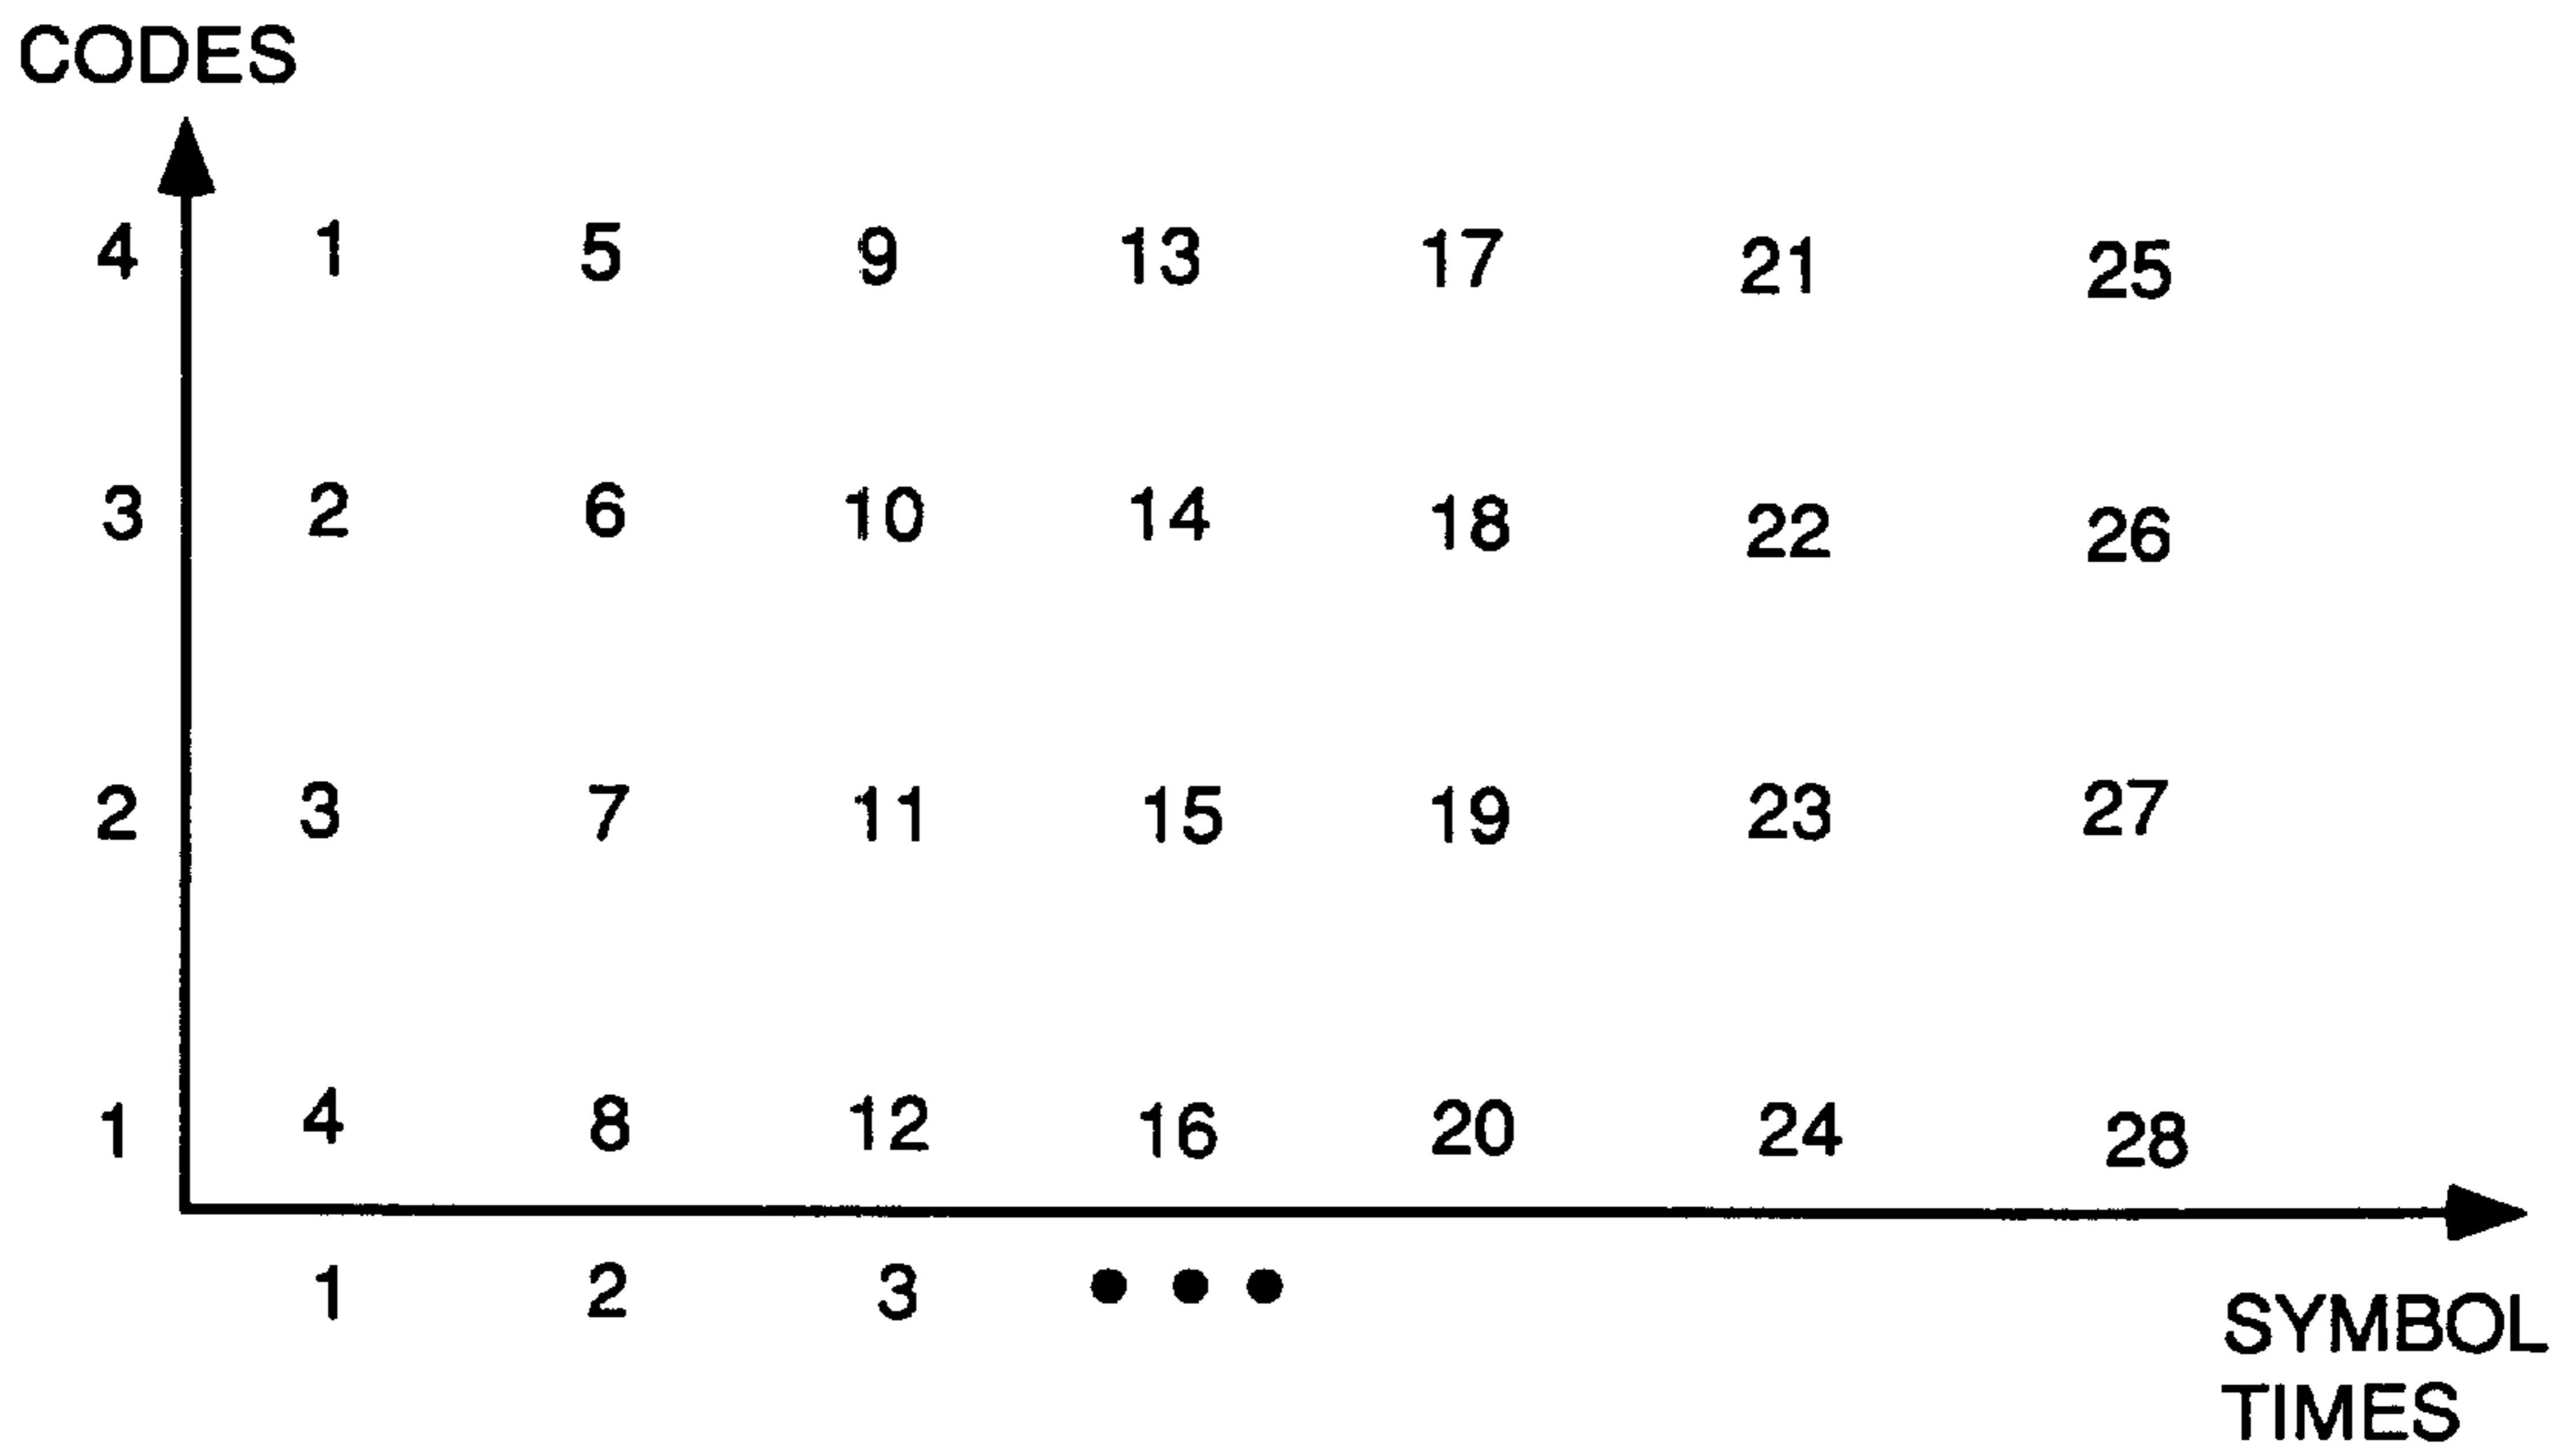 CODES
4 1 5 9 13 17 21 25
3 2 6 10 14 18 22 26
2 3 7 11 15 19 23 27
1 4 8 12 16 20 24 28
1 2 3 • • •
SYMBOL
TIMES